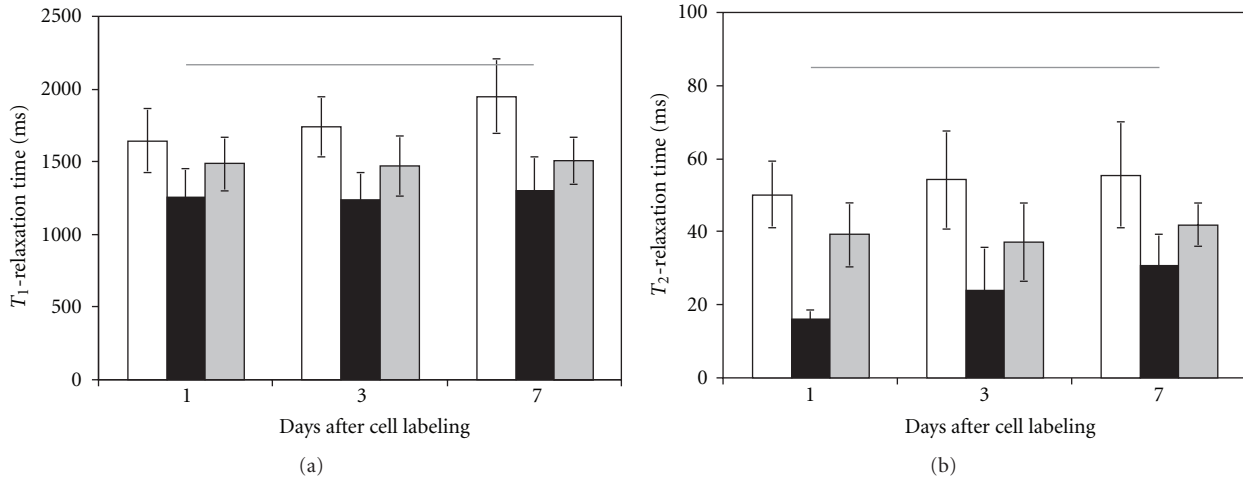 2500
2000
1500
1000
500
0
T₁-relaxation time (ms)
1 3 7
Days after cell labeling
(a)
100
80
60
40
20
0
T₂-relaxation time (ms)
1 3 7
Days after cell labeling
(b)